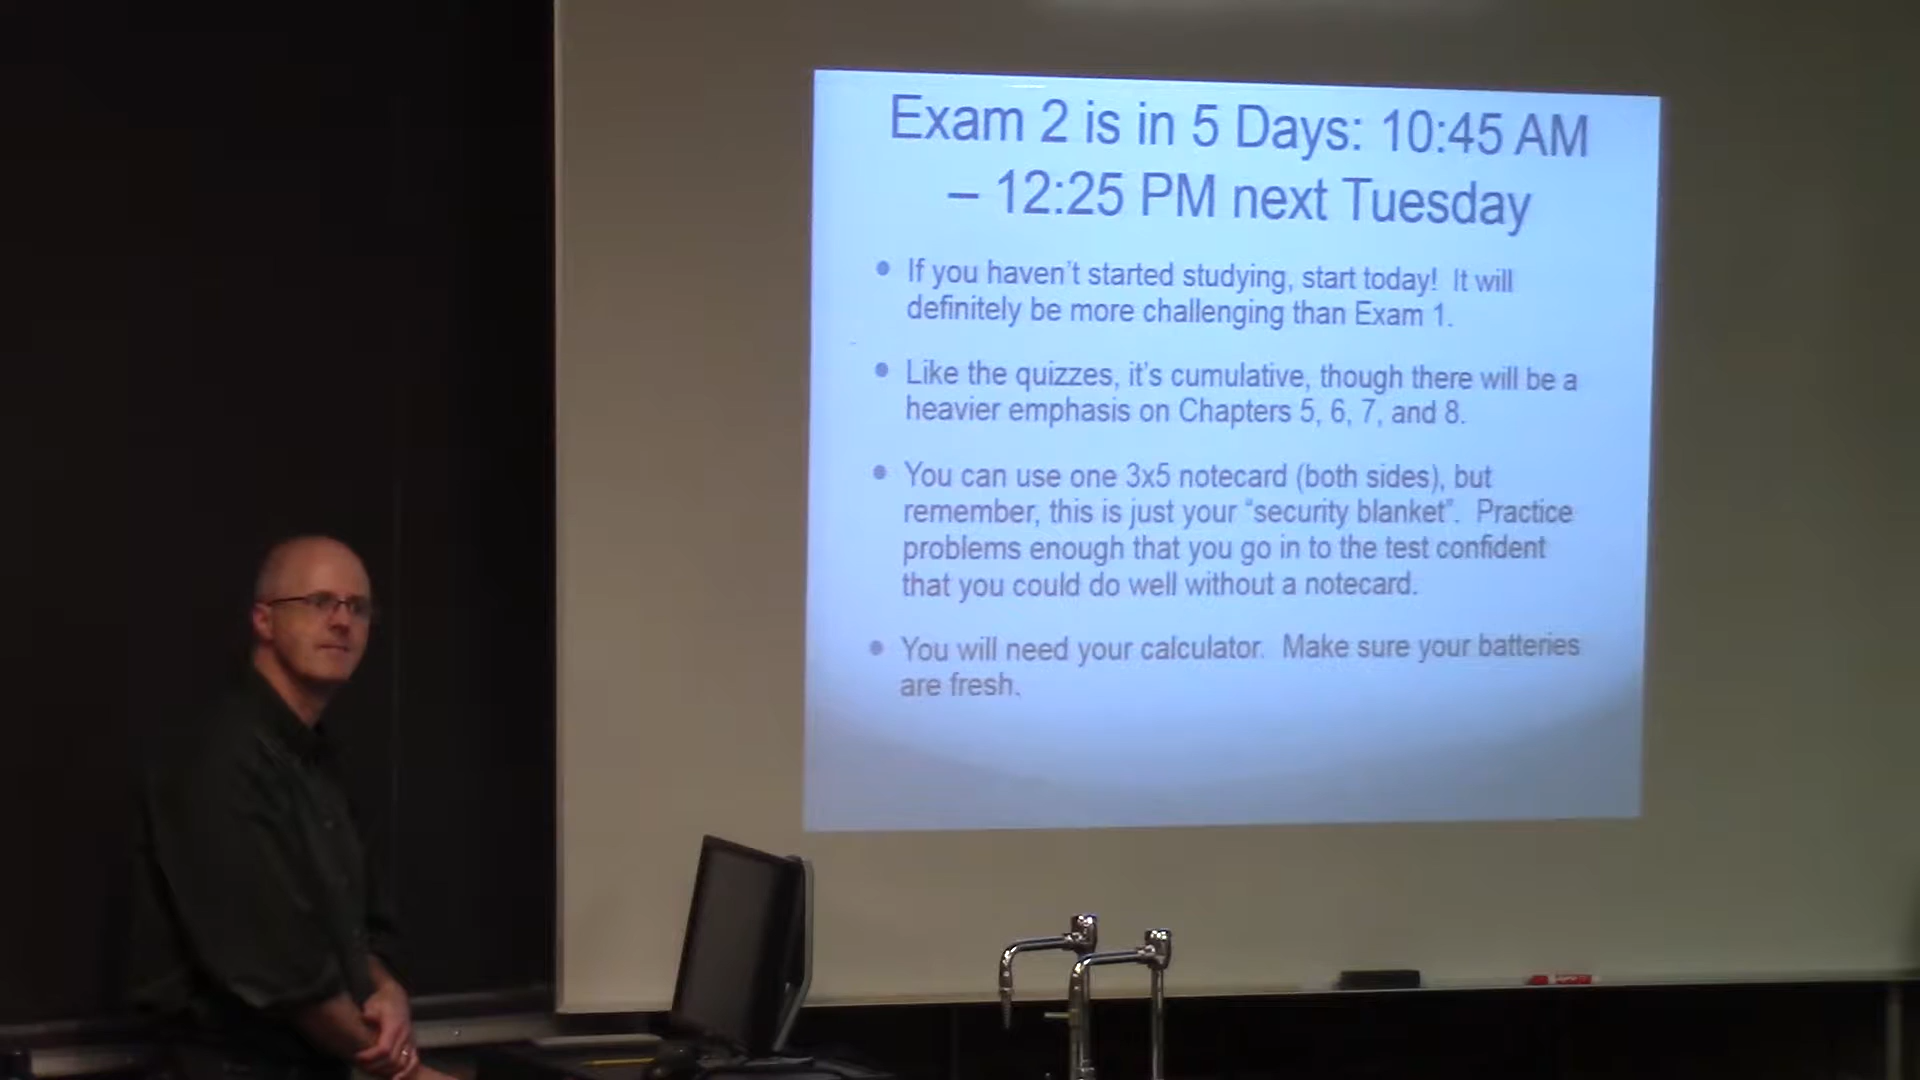 Exam 2 is in 5 Days: 10:45 AM
– 12:25 PM next Tuesday
• If you haven't started studying, start today! It will
definitely be more challenging than Exam 1.
• Like the quizzes, it's cumulative, though there will be a
heavier emphasis on Chapters 5, 6, 7, and 8.
• You can use one 3x5 notecard (both sides), but
remember, this is just your "security blanket". Practice
problems enough that you go in to the test confident
that you could do well without a notecard.
• You will need your calculator. Make sure your batteries
are fresh.